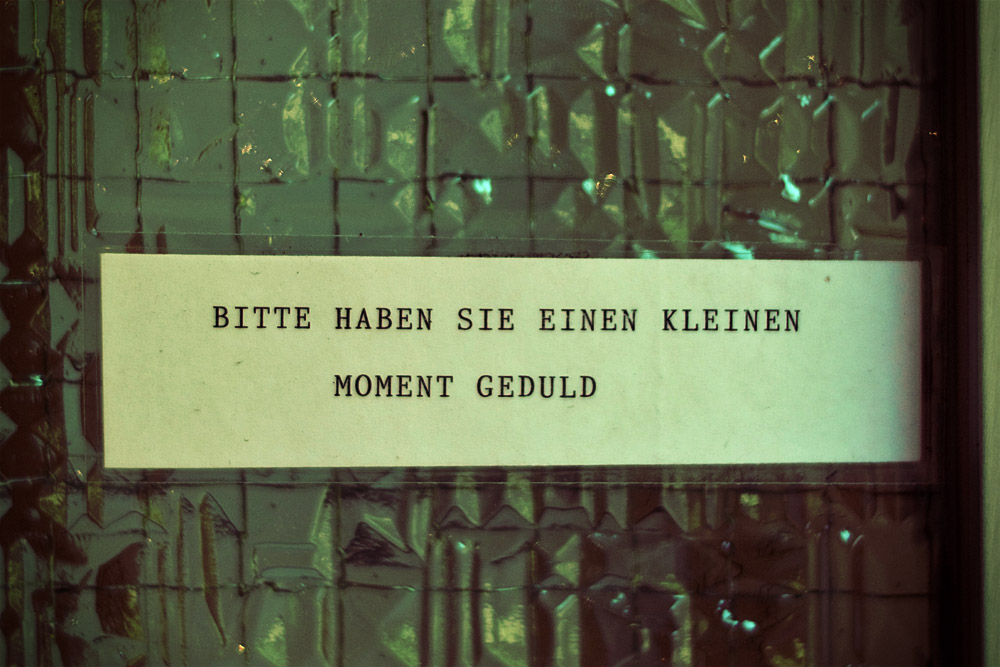 BITTE HABEN SIE EINEN KLEINEN
MOMENT GEDULD